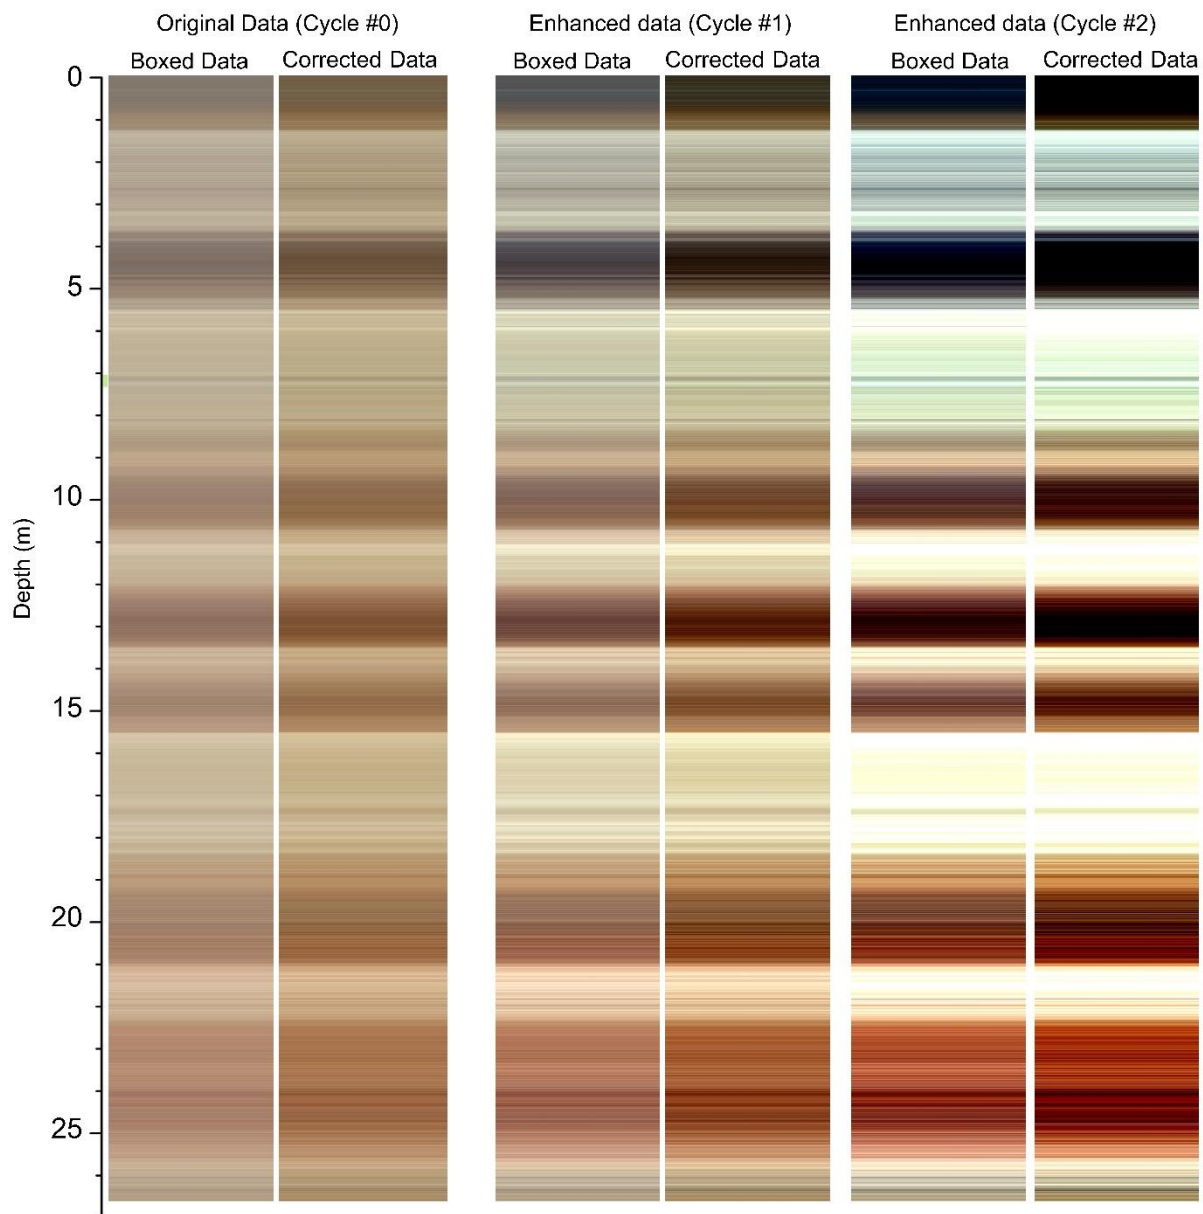 Original Data (Cycle #0) Enhanced data (Cycle #1) Enhanced data (Cycle #2)
Boxed Data Corrected Data Boxed Data Corrected Data Boxed Data Corrected Data
0
5
10
Depth (m)
15
20
25